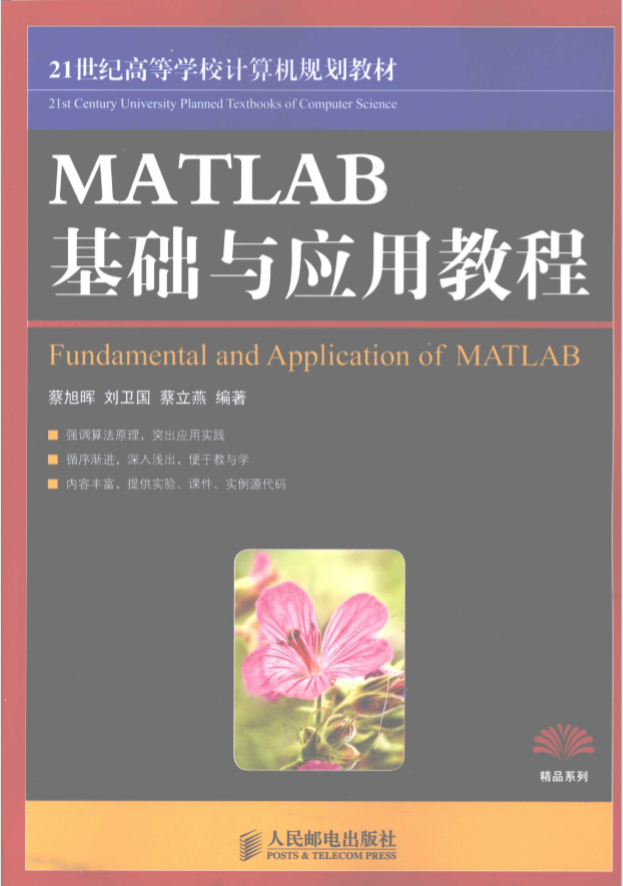 21世纪高等学校计算机规划教材
21st Century University Planned Textbooks of Computer Science
MATLAB
基础与应用教程
Fundamental and Application of MATLAB
蔡旭晖 刘卫国 蔡立燕 编著
强调算法原理，突出应用实践
循序渐进，深入浅出，便于教与学
内容丰富，提供实验、课件、实例源代码
精品系列
人民邮电出版社
POSTS & TELECOM PRESS